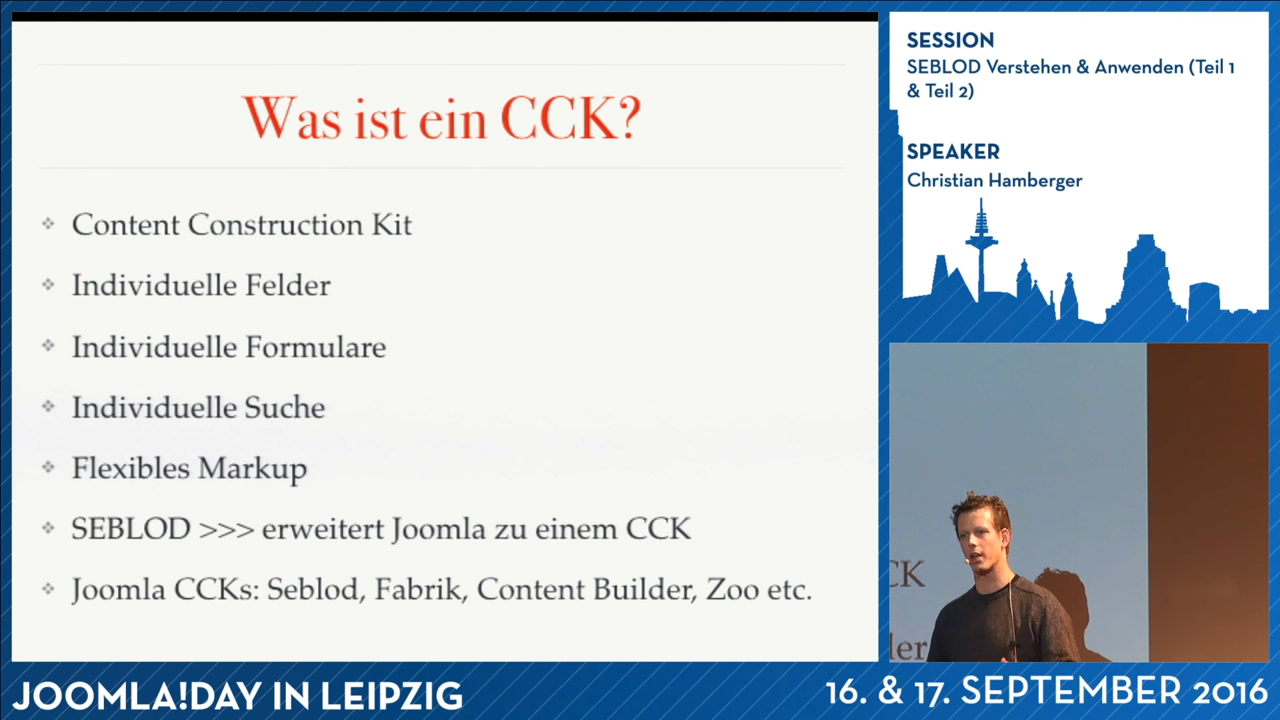 Was ist ein CCK?
Content Construction Kit
Individuelle Felder
Individuelle Formulare
Individuelle Suche
Flexibles Markup
SEBLOD >>> erweitert Joomla zu einem CCK
Joomla CCKs: Seblod, Fabrik, Content Builder, Zoo etc.
SESSION
SEBLOD Verstehen & Anwenden (Teil 1
& Teil 2)
SPEAKER
Christian Hamberger
CK
ler
JOOMLA!DAY IN LEIPZIG
16. & 17. SEPTEMBER 2016